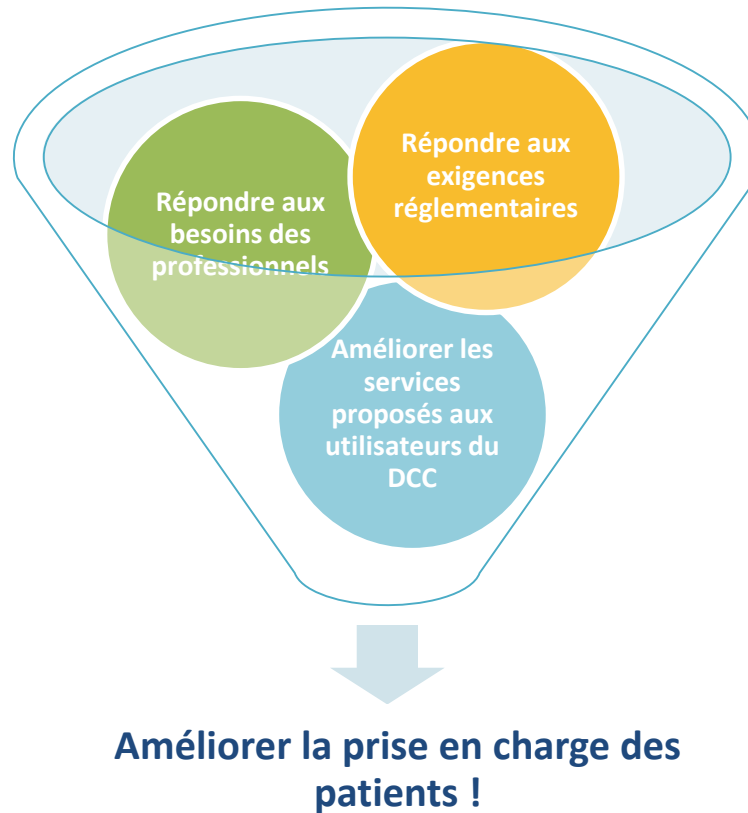 Répondre aux
exigences
réglementaires
Répondre aux
besoins des
professionnels
Améliorer les
services
proposés aux
utilisateurs du
DCC
Améliorer la prise en charge des
patients !